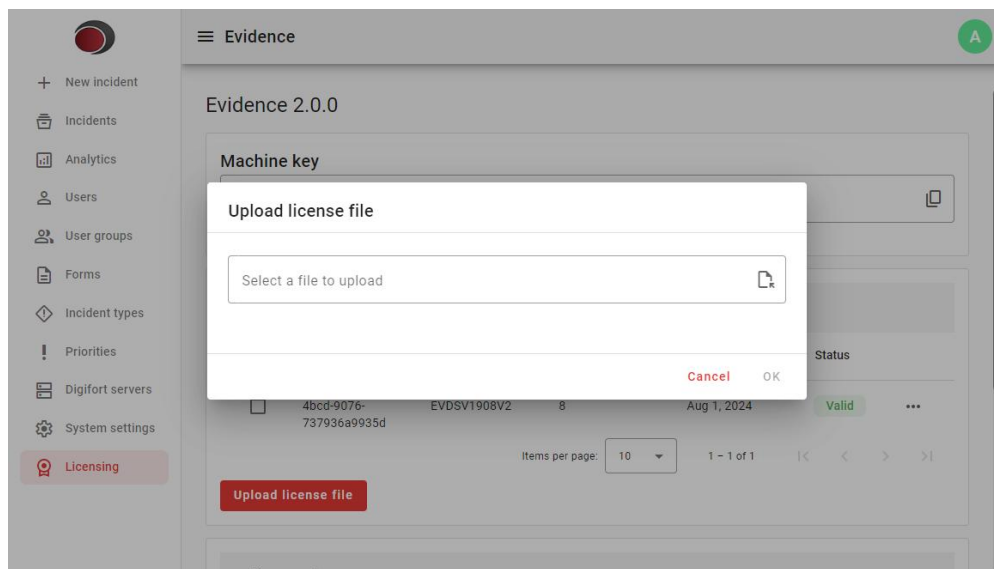 Evidence
A
New incident
Incidents
Analytics
Users
User groups
Forms
Incident types
Priorities
Digifort servers
System settings
Licensing
Evidence 2.0.0
Machine key
Upload license file
Select a file to upload
Cancel
OK
Status
4bcd-9076-
737936a9935d
EVDSV1908V2
8
Aug 1, 2024
Valid
Items per page:
10
1 – 1 of 1
Upload license file